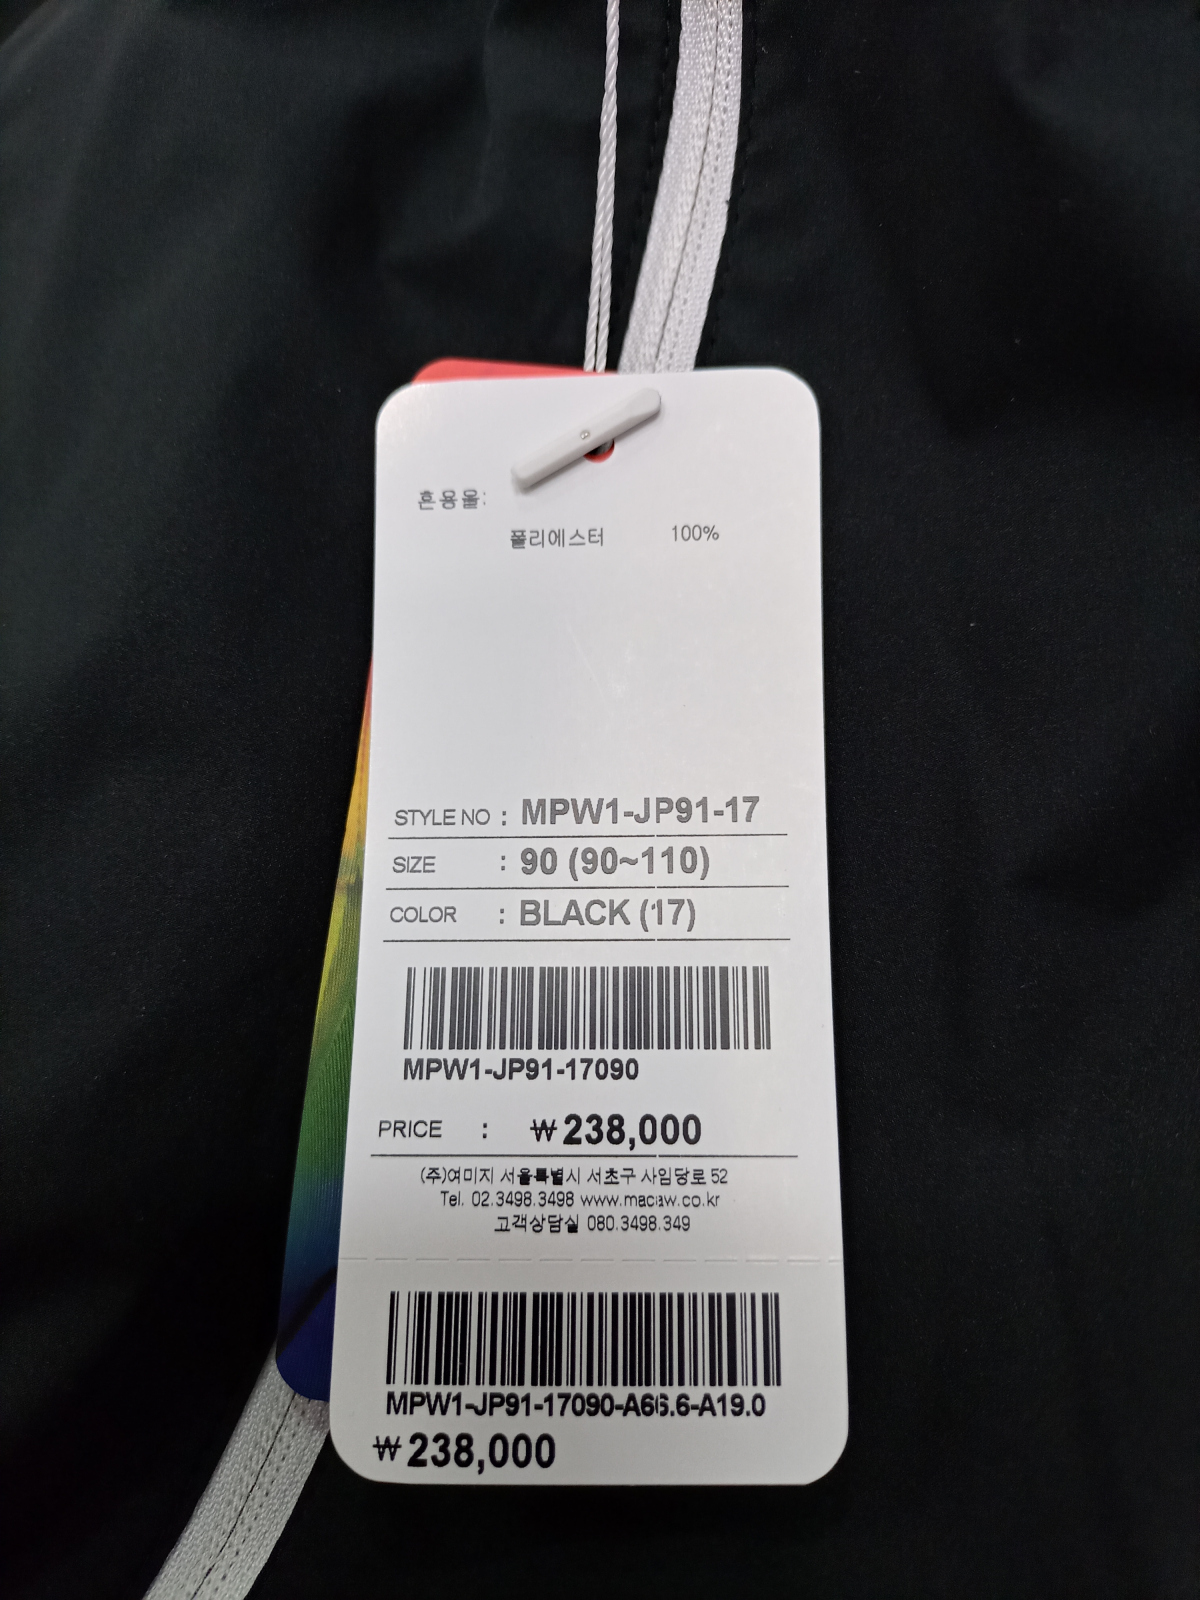 혼용율:
폴리에스터 100%
STYLE NO : MPW1-JP91-17
SIZE : 90 (90~110)
COLOR : BLACK (17)
MPW1-JP91-17090
PRICE : ₩238,000
(주)여미지 서울특별시 서초구 사임당로 52
Tel. 02.3498.3498 www.macaw.co.kr
고객상담실 080.3498.349
MPW1-JP91-17090-A66.6-A19.0
₩238,000